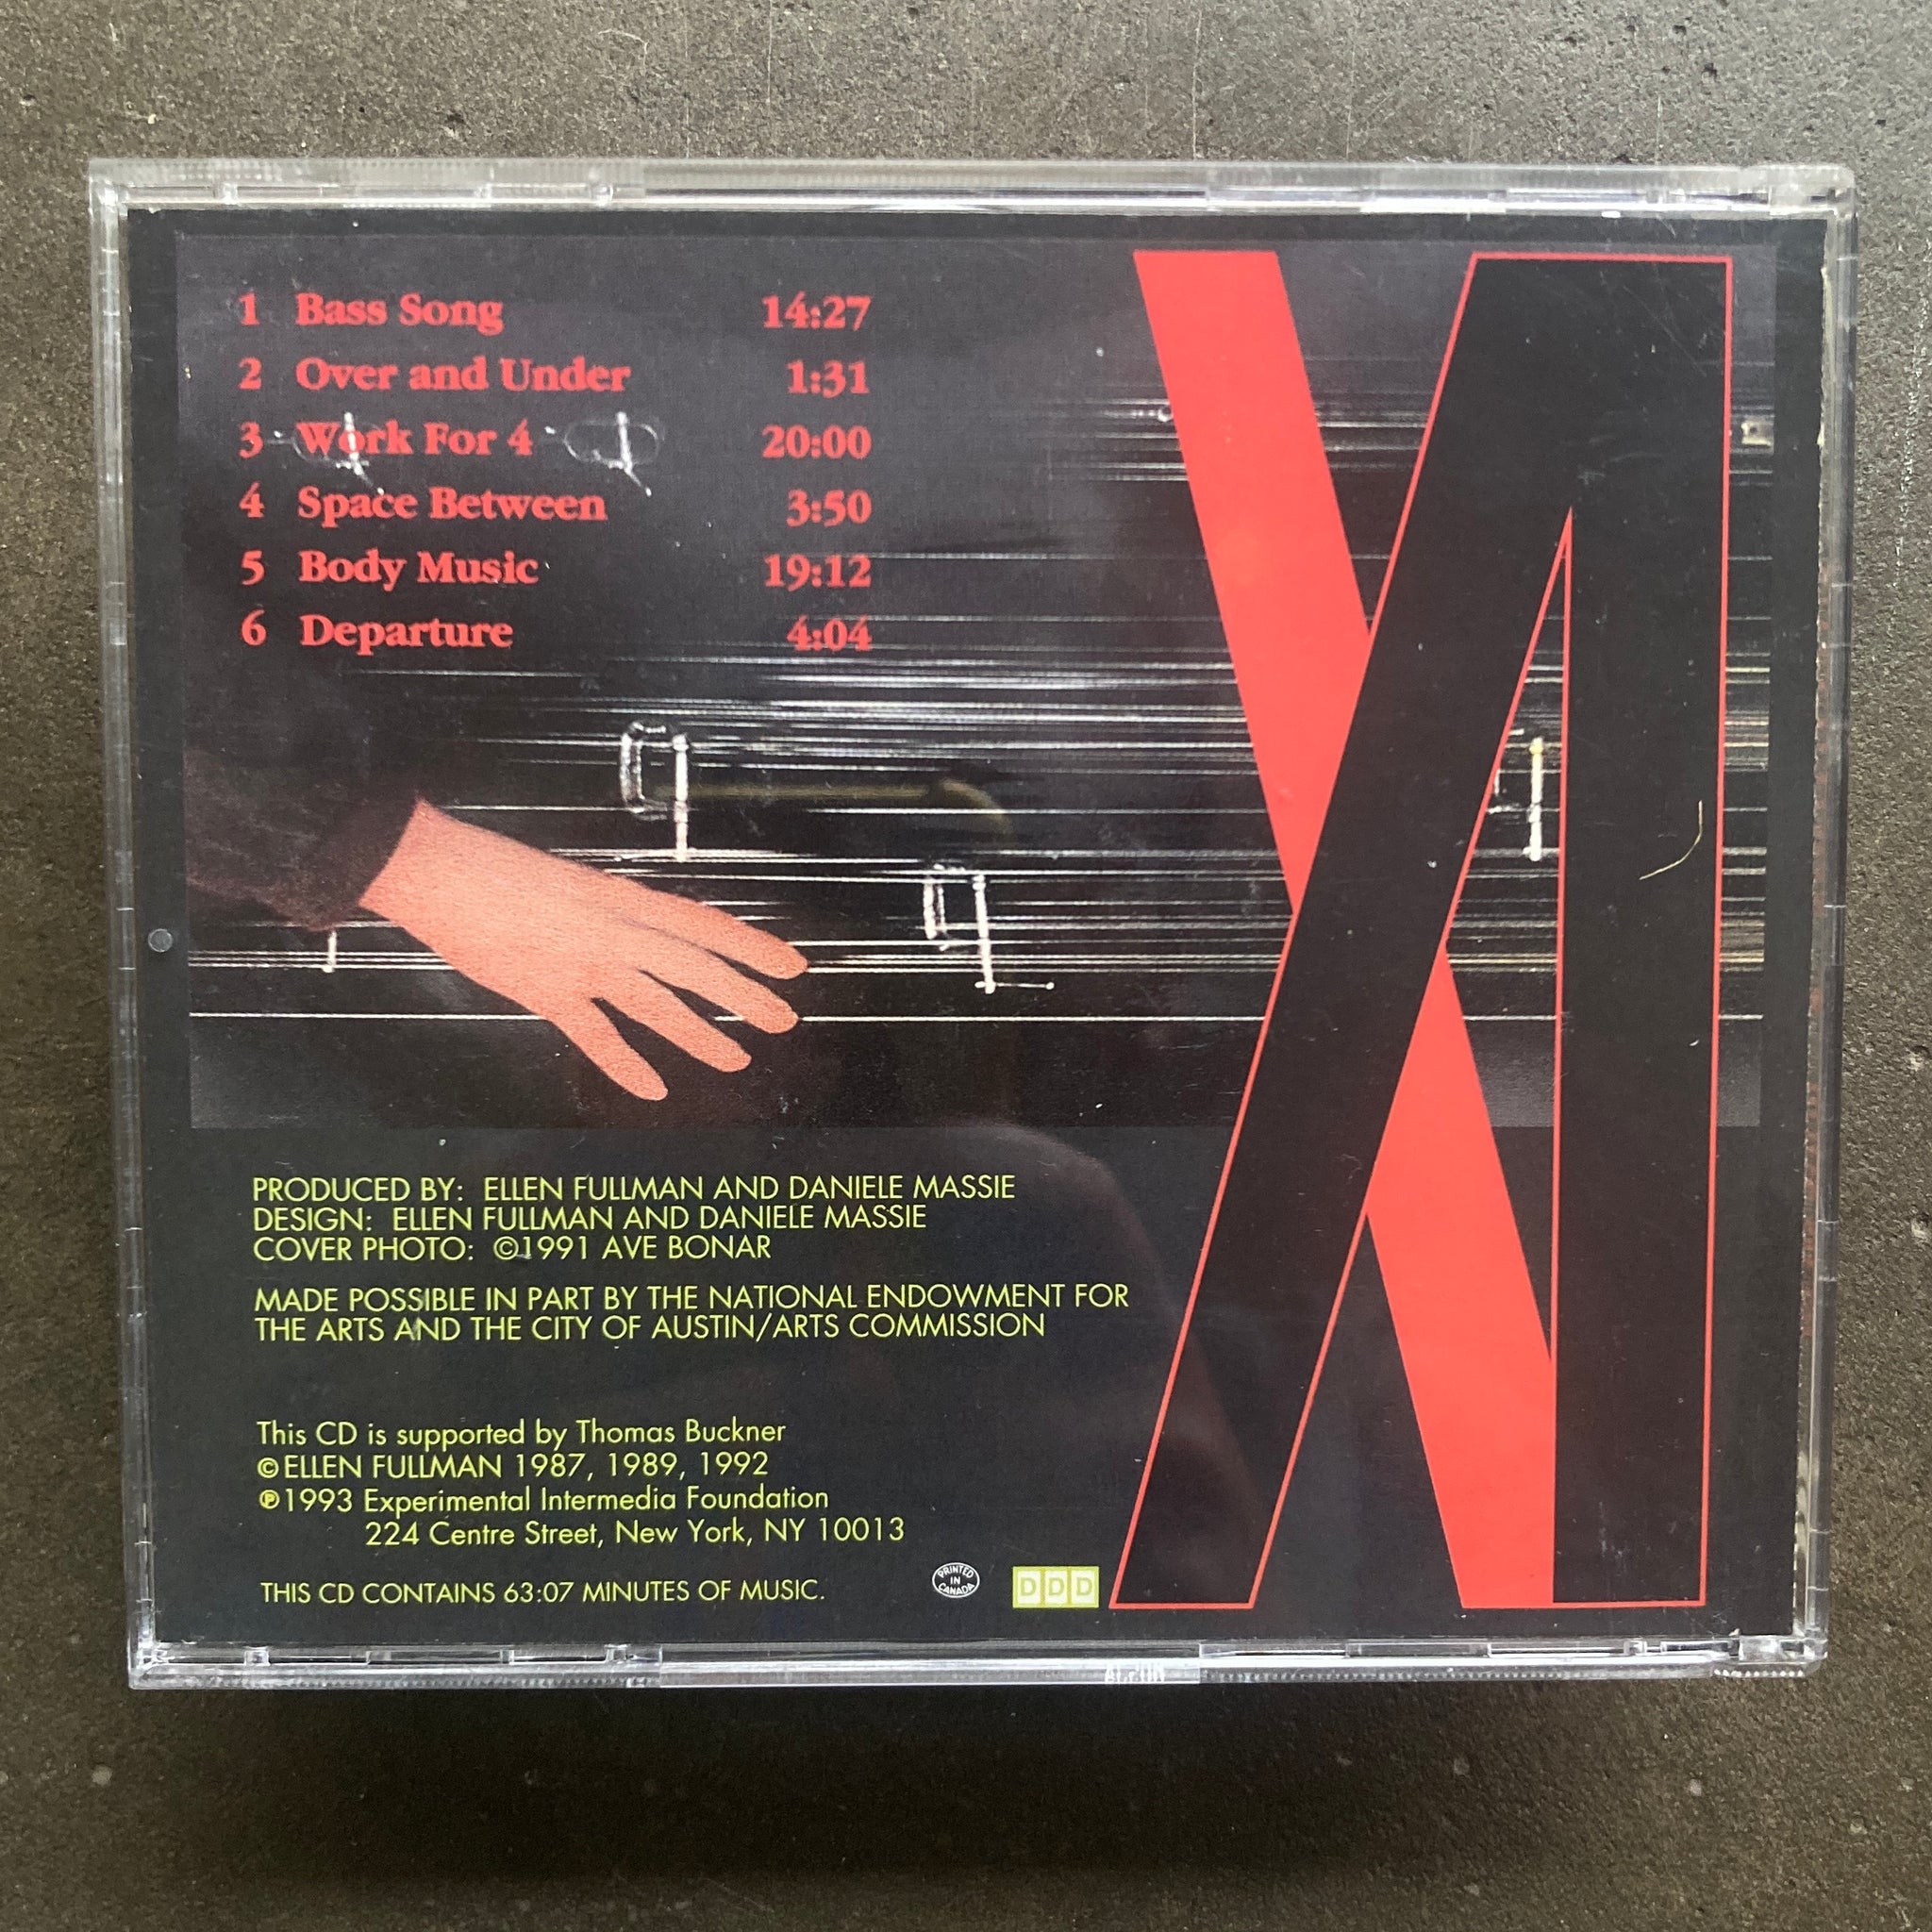 1 Bass Song 14:27
2 Over and Under 1:31
3 Work For 4 20:00
4 Space Between 3:50
5 Body Music 19:12
6 Departure 4:04
XI
PRODUCED BY: ELLEN FULLMAN AND DANIELE MASSIE
DESIGN: ELLEN FULLMAN AND DANIELE MASSIE
COVER PHOTO: ©1991 AVE BONAR
MADE POSSIBLE IN PART BY THE NATIONAL ENDOWMENT FOR
THE ARTS AND THE CITY OF AUSTIN/ARTS COMMISSION
This CD is supported by Thomas Buckner
©ELLEN FULLMAN 1987, 1989, 1992
℗1993 Experimental Intermedia Foundation
224 Centre Street, New York, NY 10013
THIS CD CONTAINS 63:07 MINUTES OF MUSIC.
PRINTED
IN
CANADA
DDD